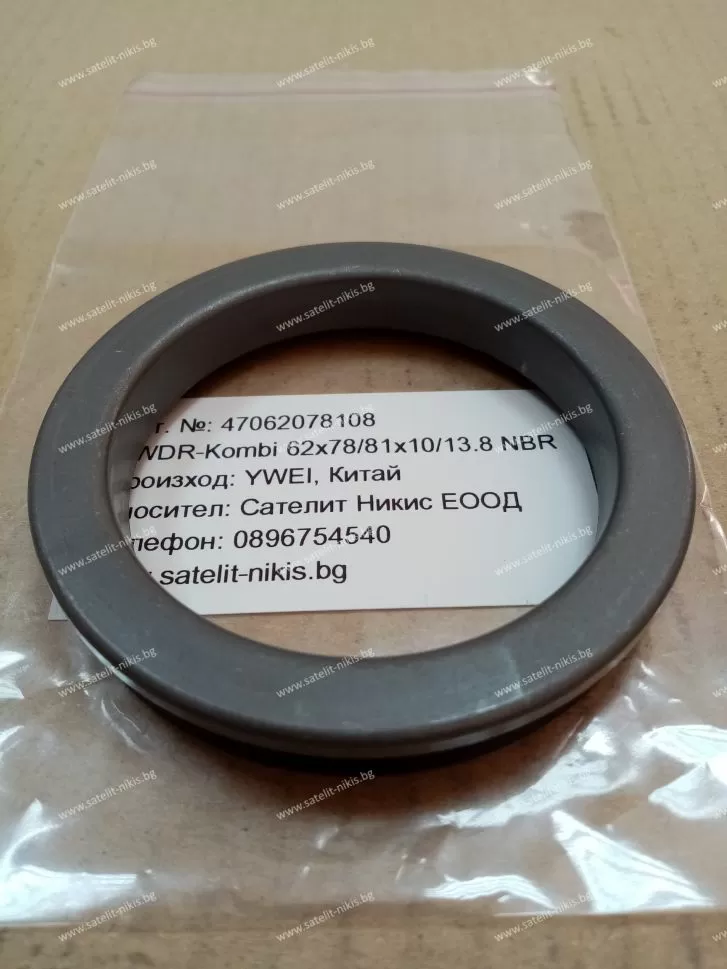 г. №: 47062078108
WDR-Kombi 62x78/81x10/13.8 NBR
роизход: YWEI, Китай
носител: Сателит Никис ЕООД
лефон: 0896754540
w.satelit-nikis.bg
www.satelit-nikis.bg